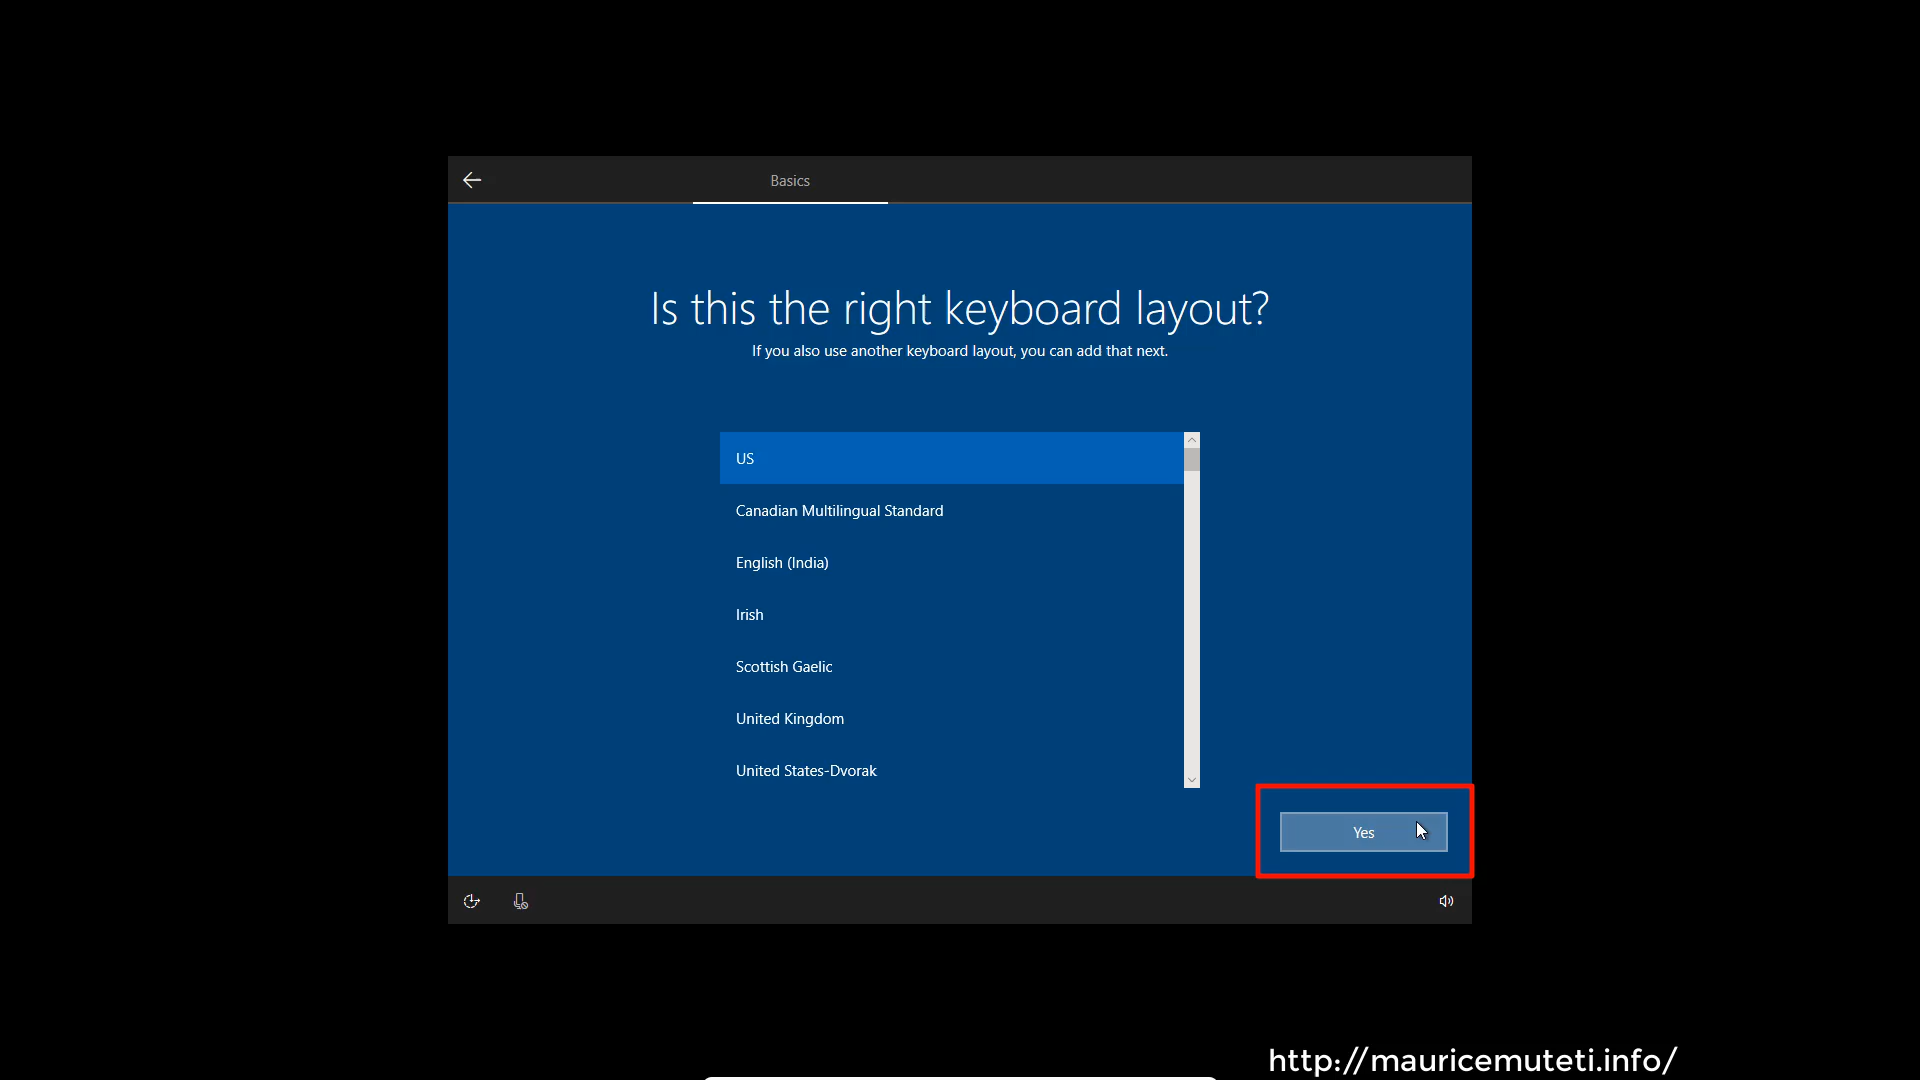 Basics
Is this the right keyboard layout?
If you also use another keyboard layout, you can add that next.
US
Canadian Multilingual Standard
English (India)
Irish
Scottish Gaelic
United Kingdom
United States-Dvorak
Yes
http://mauricemuteti.info/